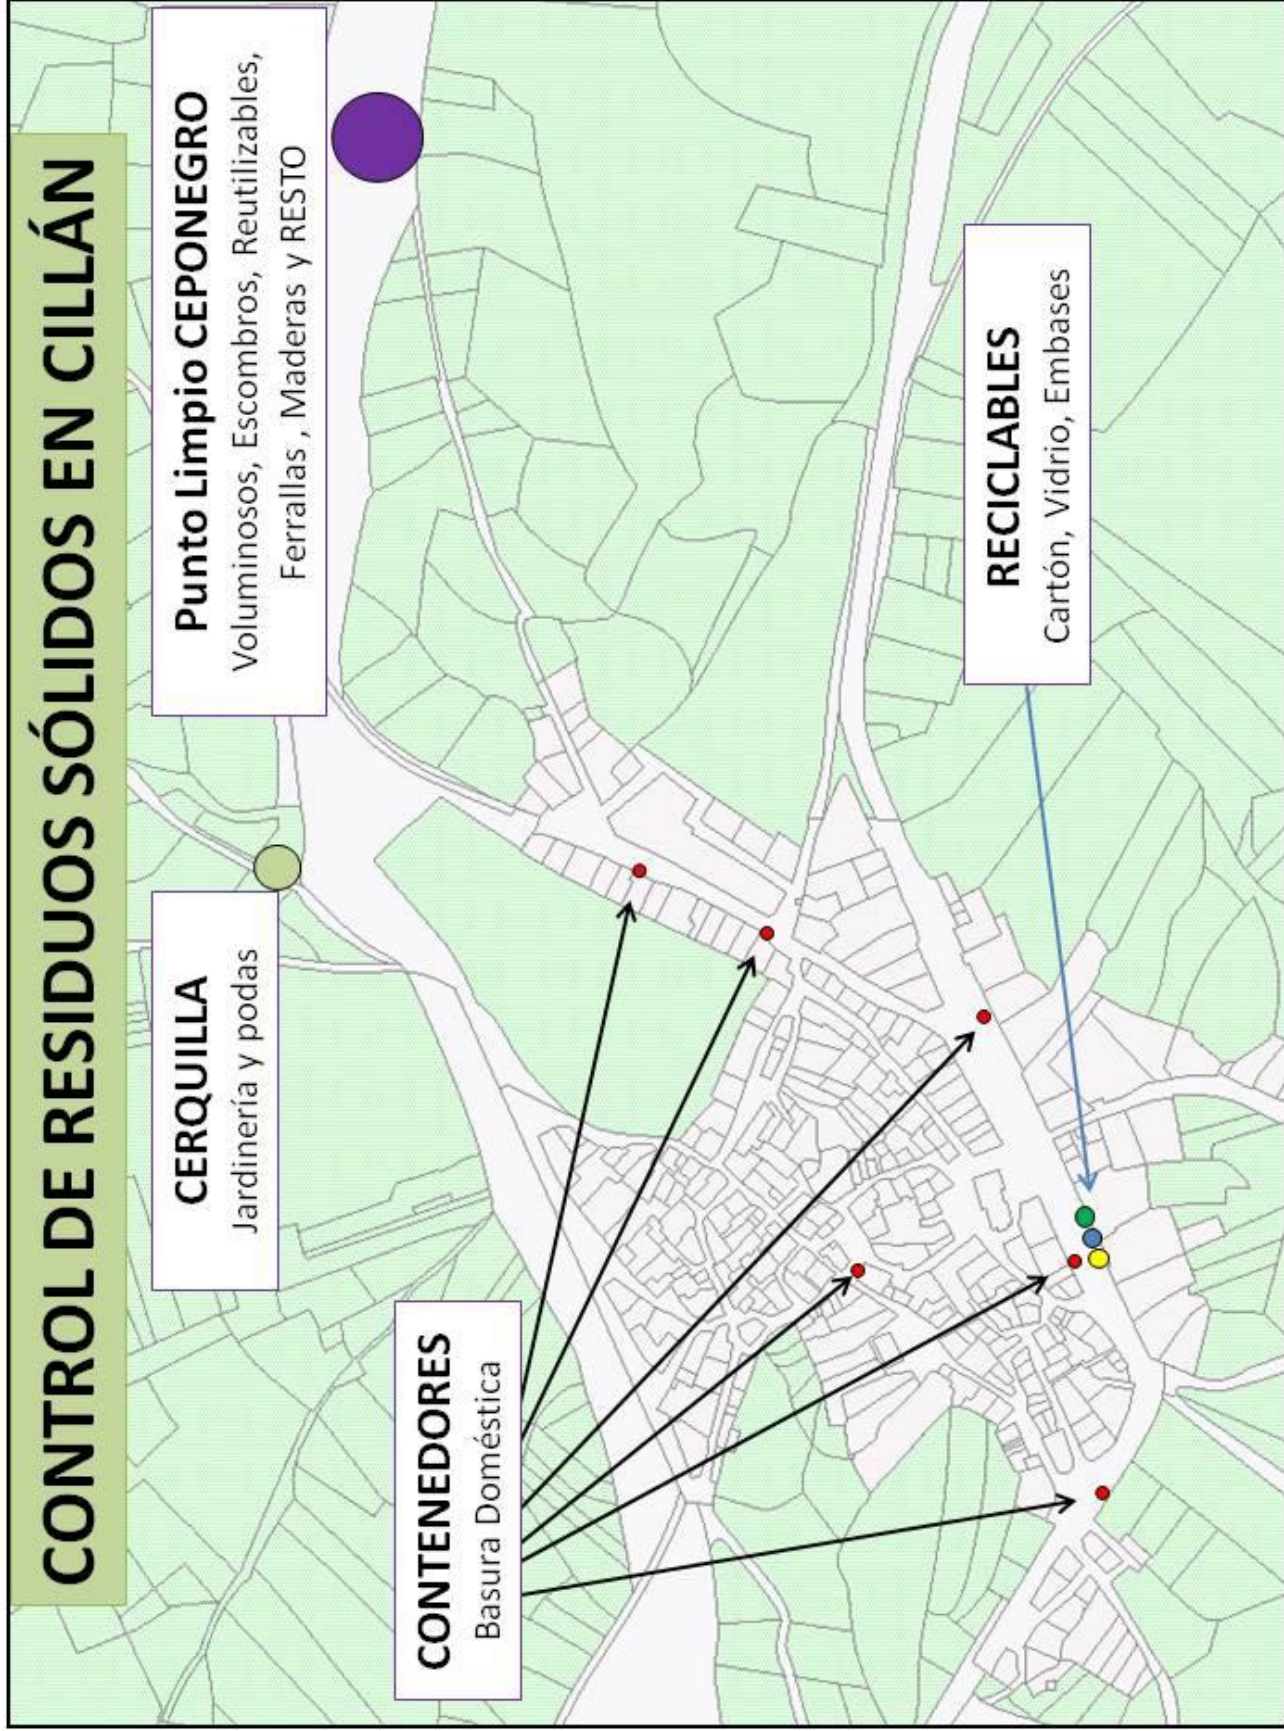 CONTROL DE RESIDUOS SÓLIDOS EN CILLÁN
CERQUILLA
Jardinería y podas
Punto Limpio CEPONEGRO
Voluminosos, Escombros, Reutilizables,
Ferrallas , Maderas y RESTO
CONTENEDORES
Basura Doméstica
RECICLABLES
Cartón, Vidrio, Embases